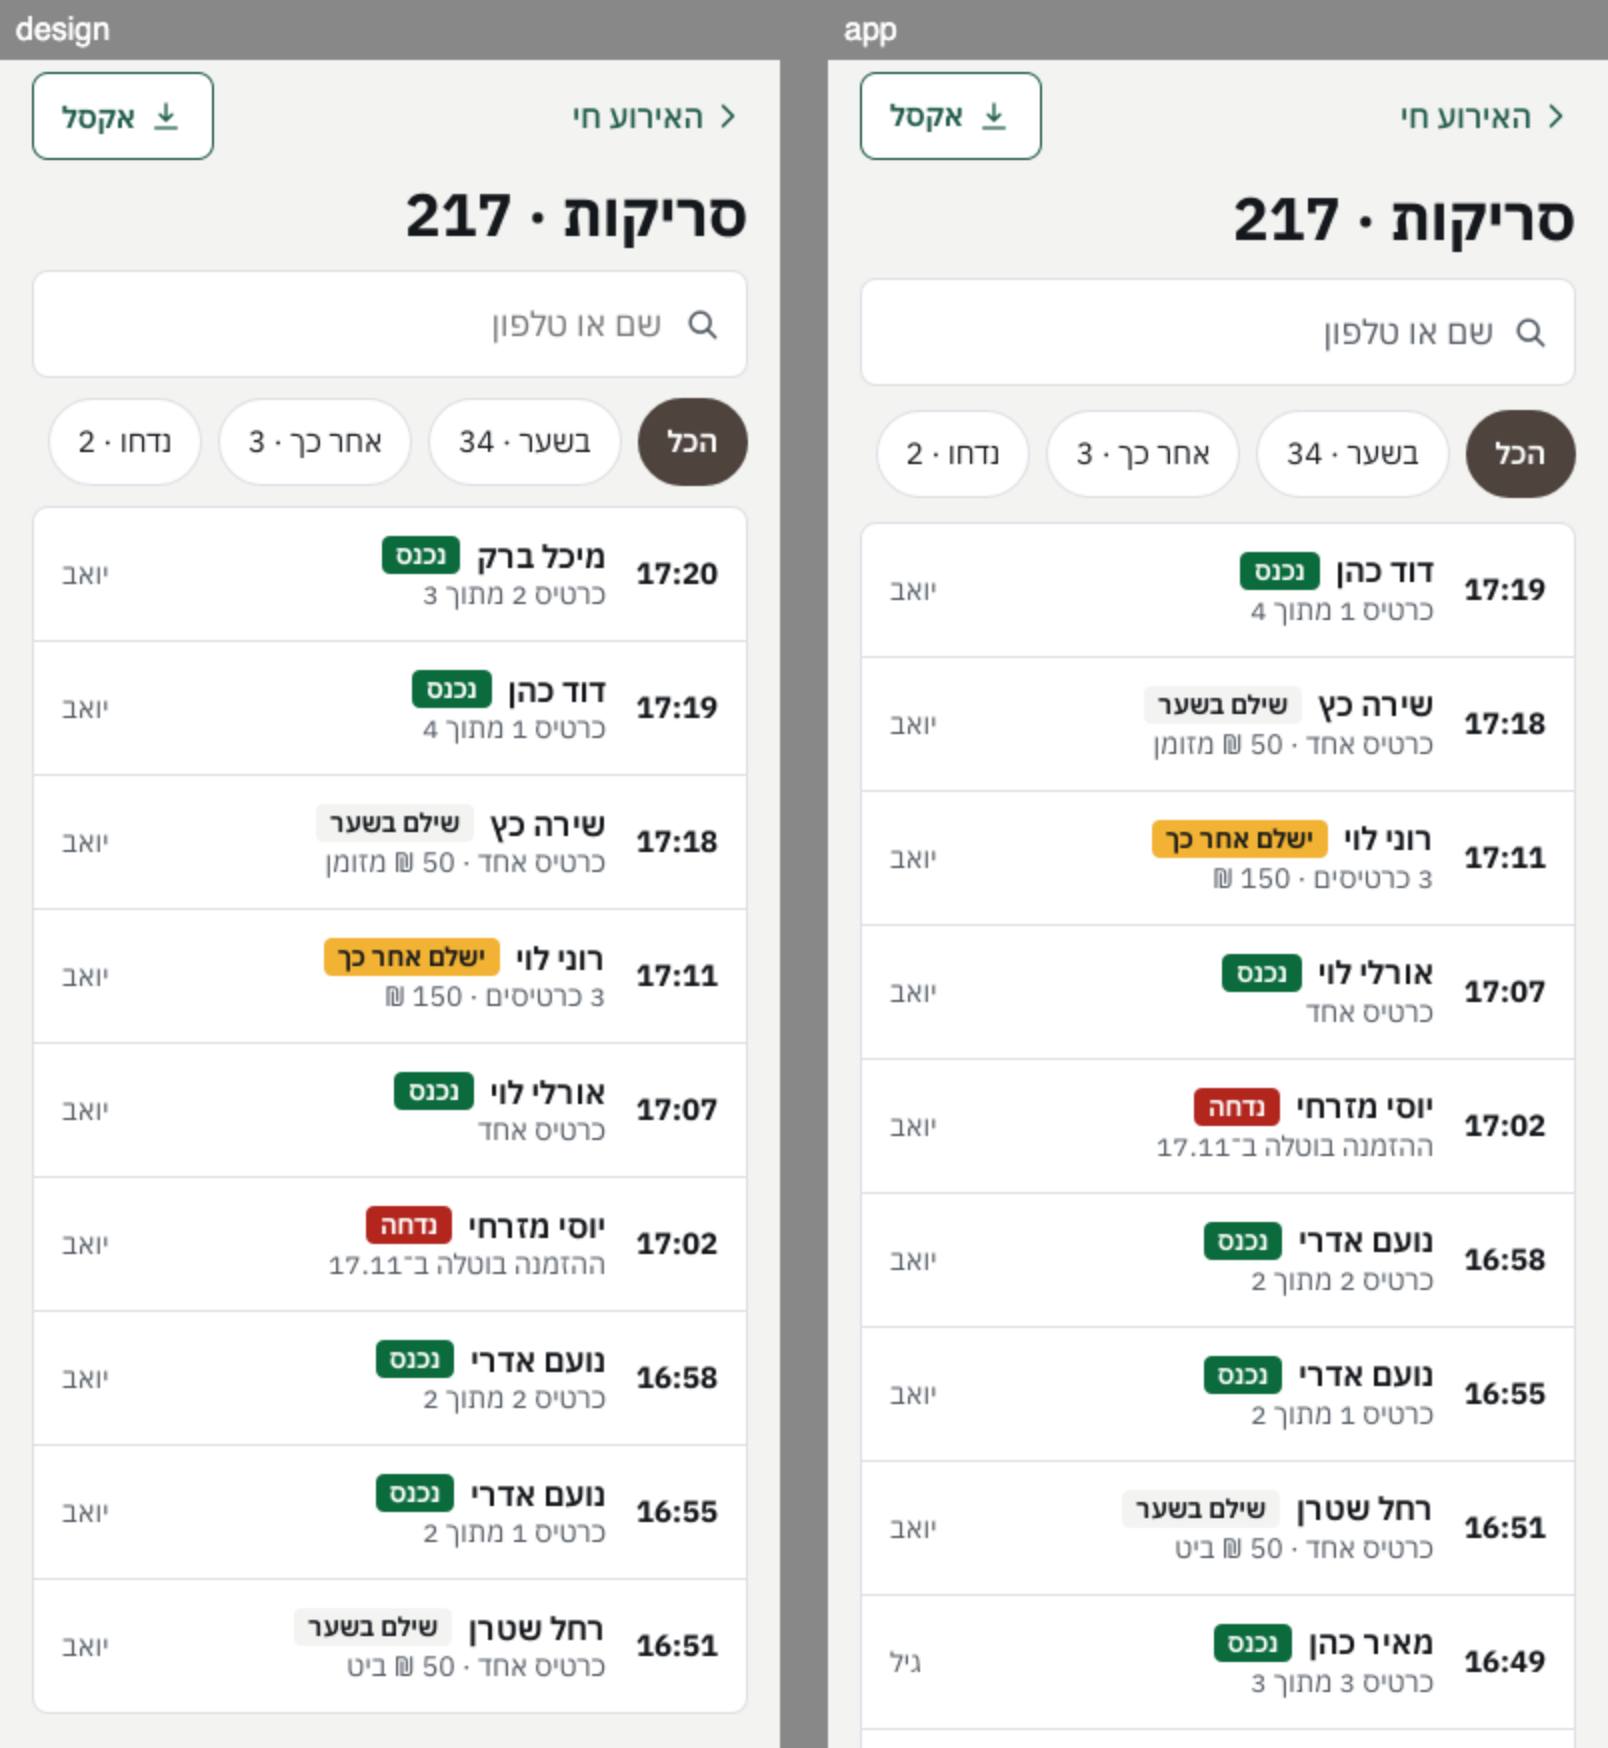 design
האירוע חי
אקסל
סריקות · 217
שם או טלפון
הכל
בשער · 34
אחר כך · 3
נדחו · 2
17:20 מיכל ברק נכנס יואב
כרטיס 2 מתוך 3
17:19 דוד כהן נכנס יואב
כרטיס 1 מתוך 4
17:18 שירה כץ שילם בשער יואב
כרטיס אחד · 50 ₪ מזומן
17:11 רוני לוי ישלם אחר כך יואב
3 כרטיסים · 150 ₪
17:07 אורלי לוי נכנס יואב
כרטיס אחד
17:02 יוסי מזרחי נדחה יואב
ההזמנה בוטלה ב־17.11
16:58 נועם אדרי נכנס יואב
כרטיס 2 מתוך 2
16:55 נועם אדרי נכנס יואב
כרטיס 1 מתוך 2
16:51 רחל שטרן שילם בשער יואב
כרטיס אחד · 50 ₪ ביט
app
האירוע חי
אקסל
סריקות · 217
שם או טלפון
הכל
בשער · 34
אחר כך · 3
נדחו · 2
17:19 דוד כהן נכנס יואב
כרטיס 1 מתוך 4
17:18 שירה כץ שילם בשער יואב
כרטיס אחד · 50 ₪ מזומן
17:11 רוני לוי ישלם אחר כך יואב
3 כרטיסים · 150 ₪
17:07 אורלי לוי נכנס יואב
כרטיס אחד
17:02 יוסי מזרחי נדחה יואב
ההזמנה בוטלה ב־17.11
16:58 נועם אדרי נכנס יואב
כרטיס 2 מתוך 2
16:55 נועם אדרי נכנס יואב
כרטיס 1 מתוך 2
16:51 רחל שטרן שילם בשער יואב
כרטיס אחד · 50 ₪ ביט
16:49 מאיר כהן נכנס גיל
כרטיס 3 מתוך 3